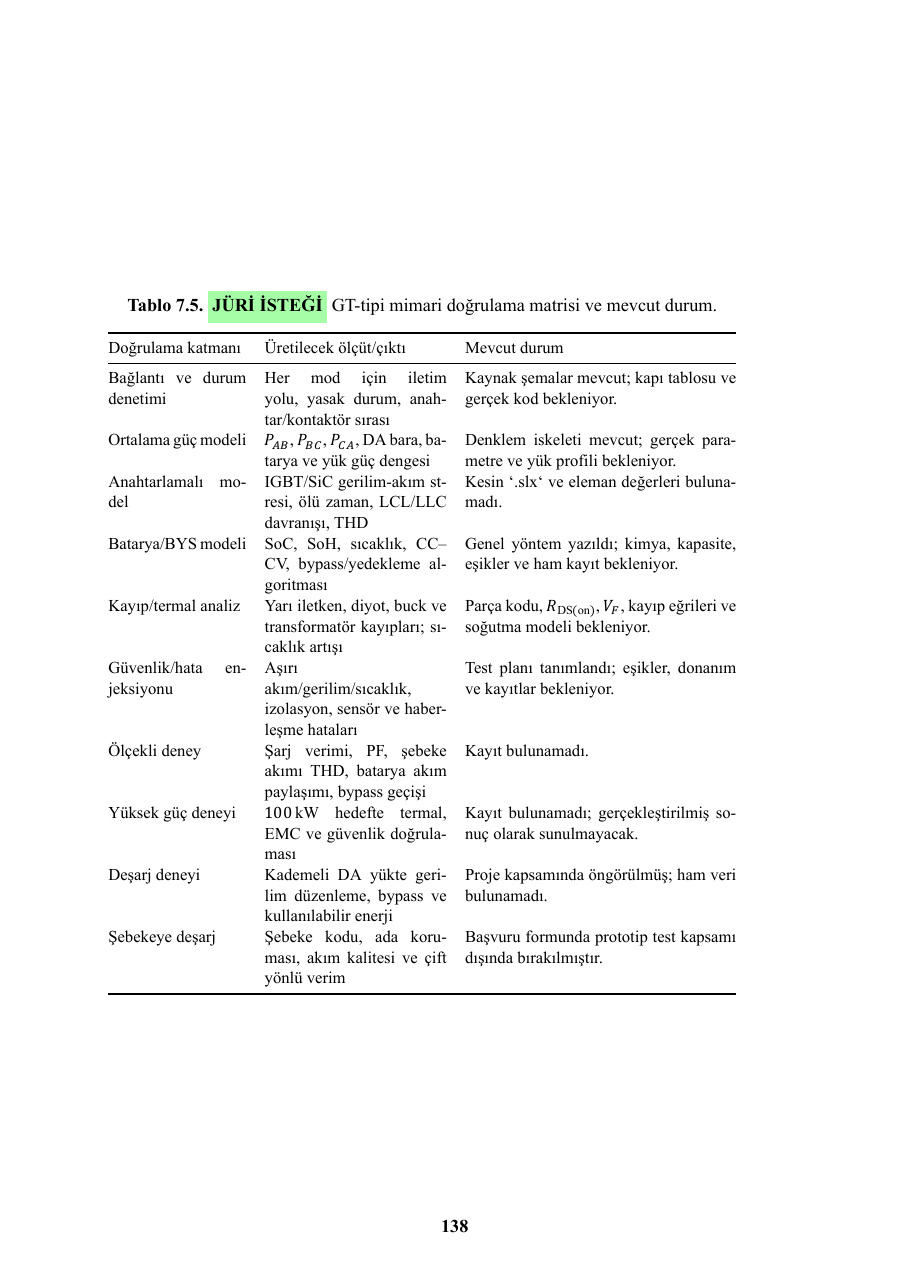 Tablo 7.5. JÜRİ İSTEĞİ GT-tipi mimari doğrulama matrisi ve mevcut durum.
Doğrulama katmanı Üretilecek ölçüt/çıktı Mevcut durum
Bağlantı ve durum Her mod için iletim Kaynak şemalar mevcut; kapı tablosu ve
denetimi yolu, yasak durum, anah- gerçek kod bekleniyor.
tar/kontaktör sırası
Ortalama güç modeli P_AB, P_BC, P_CA, DA bara, ba- Denklem iskeleti mevcut; gerçek para-
tarya ve yük güç dengesi metre ve yük profili bekleniyor.
Anahtarlamalı mo- IGBT/SiC gerilim-akım st- Kesin ‘.slx‘ ve eleman değerleri buluna-
del resi, ölü zaman, LCL/LLC madı.
davranışı, THD
Batarya/BYS modeli SoC, SoH, sıcaklık, CC– Genel yöntem yazıldı; kimya, kapasite,
CV, bypass/yedekleme al- eşikler ve ham kayıt bekleniyor.
goritması
Kayıp/termal analiz Yarı iletken, diyot, buck ve Parça kodu, R_DS(on), V_F, kayıp eğrileri ve
transformatör kayıpları; sı- soğutma modeli bekleniyor.
caklık artışı
Güvenlik/hata en- Aşırı Test planı tanımlandı; eşikler, donanım
jeksiyonu akım/gerilim/sıcaklık, ve kayıtlar bekleniyor.
izolasyon, sensör ve haber-
leşme hataları
Ölçekli deney Şarj verimi, PF, şebeke Kayıt bulunamadı.
akımı THD, batarya akım
paylaşımı, bypass geçişi
Yüksek güç deneyi 100 kW hedefte termal, Kayıt bulunamadı; gerçekleştirilmiş so-
EMC ve güvenlik doğrula- nuç olarak sunulmayacak.
ması
Deşarj deneyi Kademeli DA yükte geri- Proje kapsamında öngörülmüş; ham veri
lim düzenleme, bypass ve bulunamadı.
kullanılabilir enerji
Şebekeye deşarj Şebeke kodu, ada koru- Başvuru formunda prototip test kapsamı
ması, akım kalitesi ve çift dışında bırakılmıştır.
yönlü verim
138